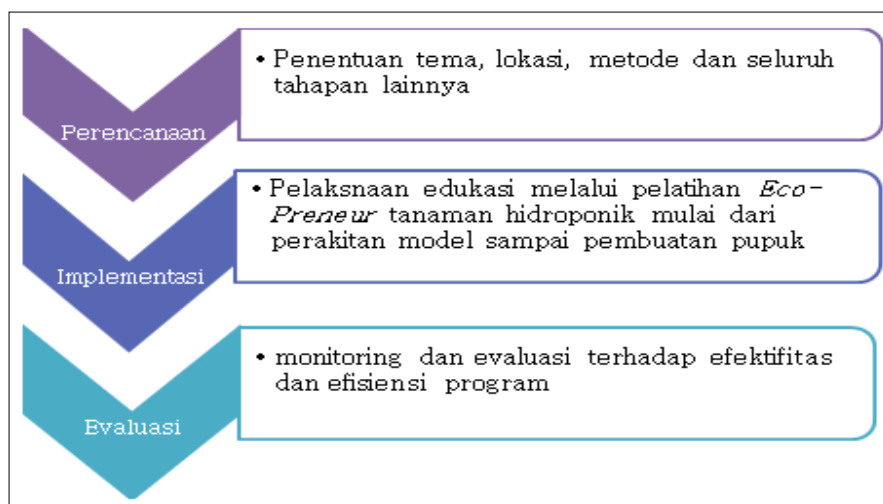 • Penentuan tema, lokasi, metode dan seluruh
tahapan lainnya
Perencanaan
• Pelaksnaan edukasi melalui pelatihan Eco-
Preneur tanaman hidroponik mulai dari
perakitan model sampai pembuatan pupuk
Implementasi
• monitoring dan evaluasi terhadap efektifitas
dan efisiensi program
Evaluasi